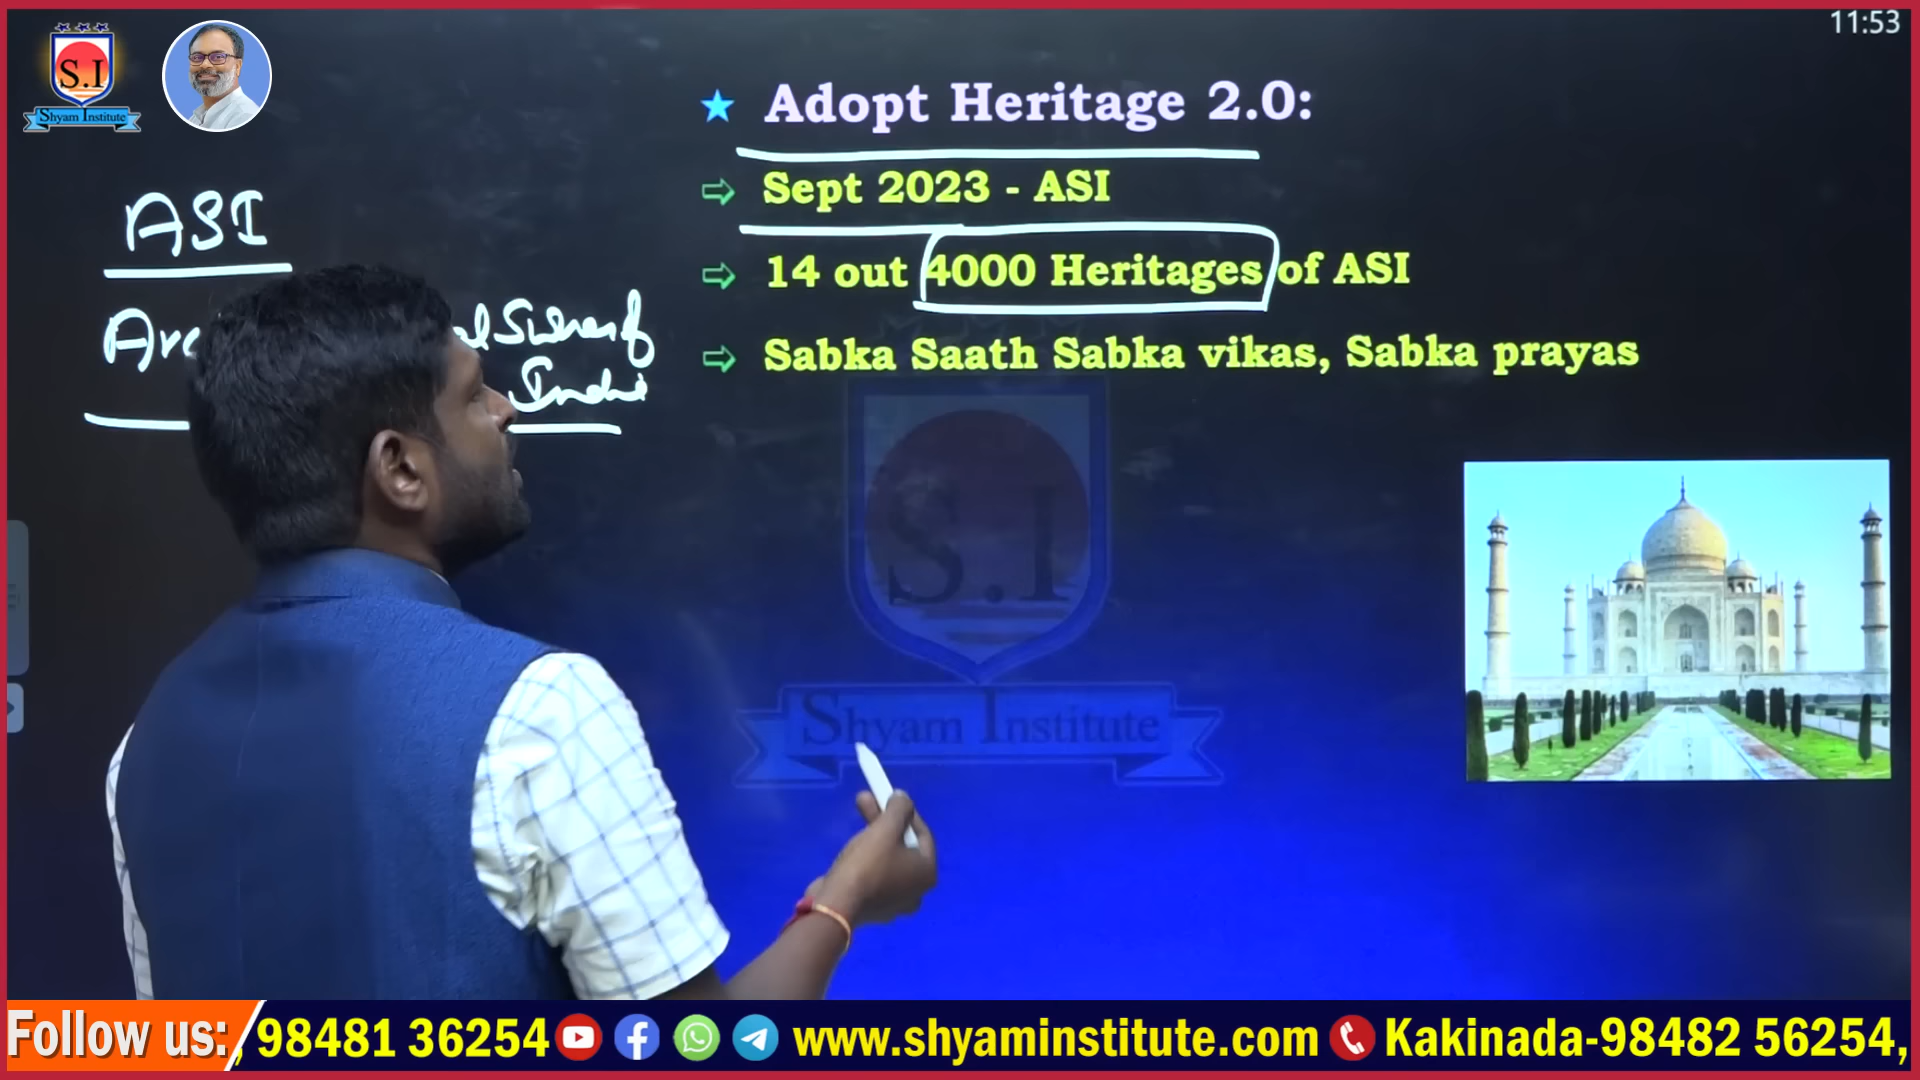 11:53
S.I
Shyam Institute
★ Adopt Heritage 2.0:
⇨ Sept 2023 - ASI
⇨ 14 out 4000 Heritages of ASI
⇨ Sabka Saath Sabka vikas, Sabka prayas
ASI
S.I
Shyam Institute
Follow us: , 98481 36254 www.shyaminstitute.com Kakinada-98482 56254,